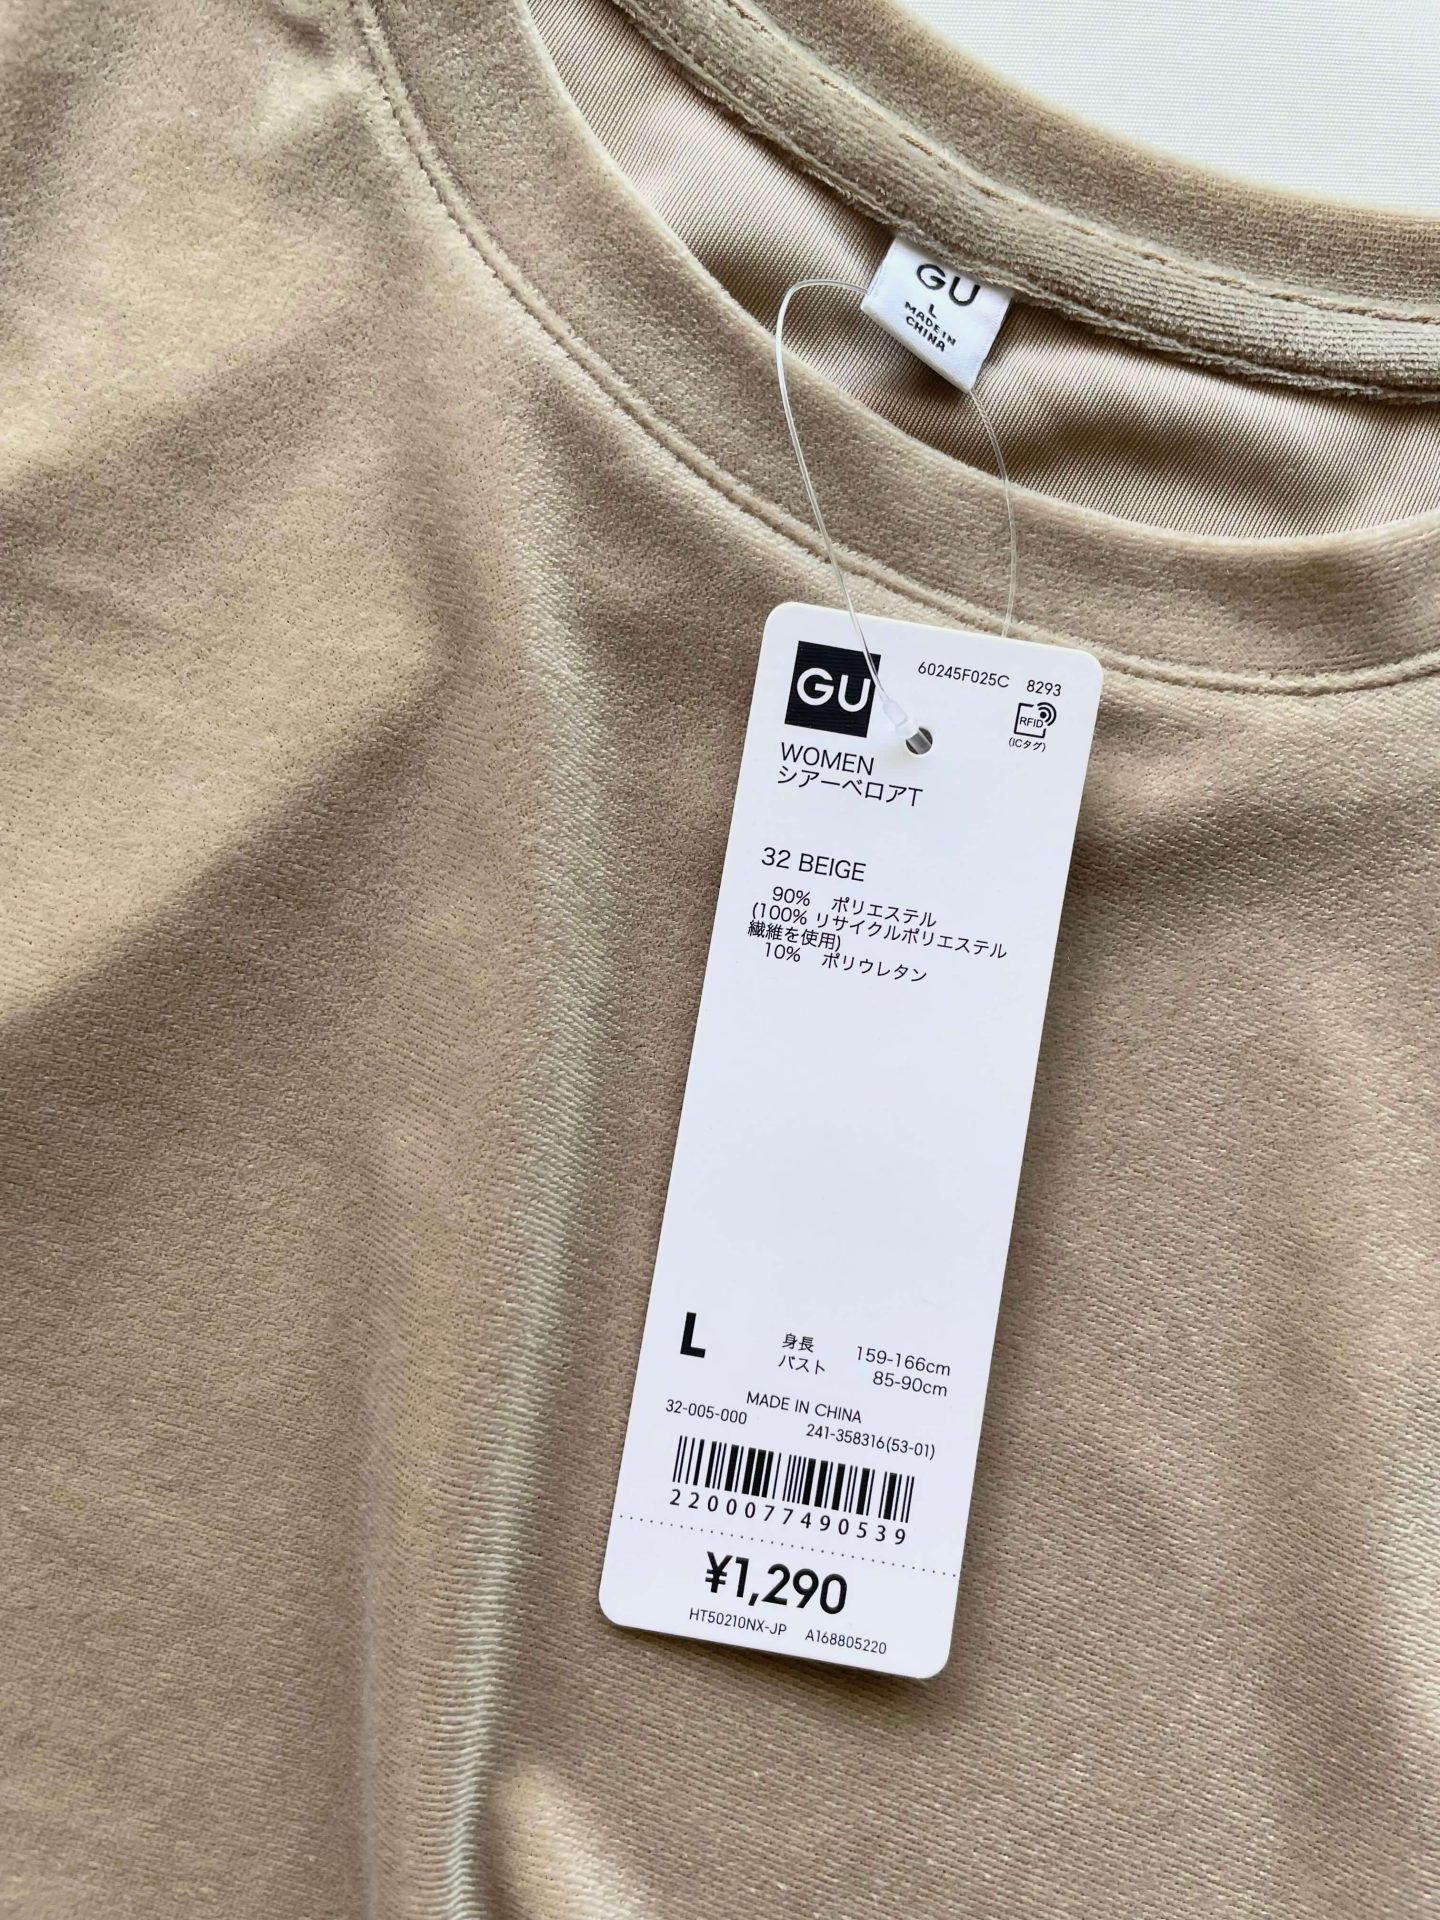 GU
L
MADE IN
CHINA
GU
60245F025C 8293
RFID
(ICタグ)
WOMEN
シアーベロアT
32 BEIGE
90% ポリエステル
(100% リサイクルポリエステル
繊維を使用)
10% ポリウレタン
L
身長 159-166cm
バスト 85-90cm
MADE IN CHINA
32-005-000 241-358316(53-01)
2200077490539
¥1,290
HT50210NX-JP A168805220